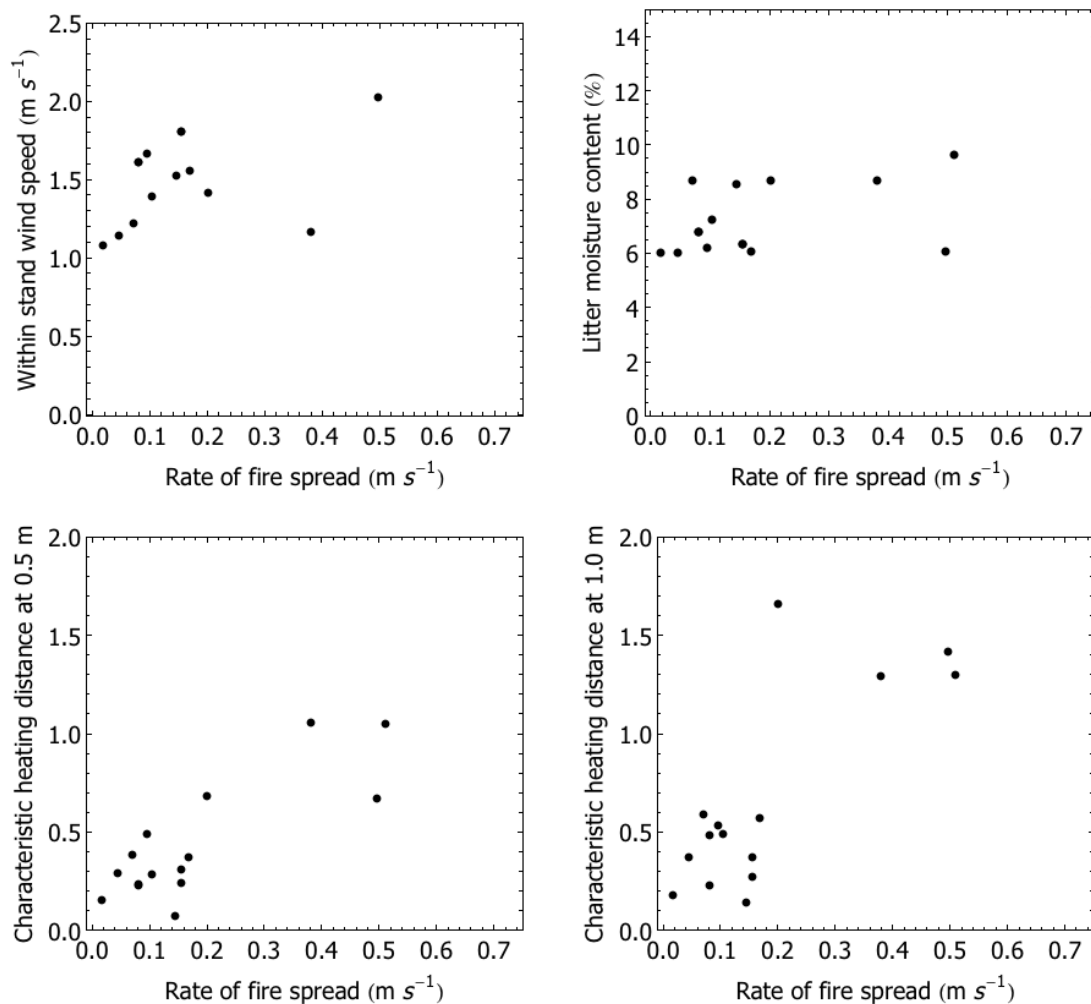 Within stand wind speed (m s⁻¹)
2.5
2.0
1.5
1.0
0.5
0.0
0.0 0.1 0.2 0.3 0.4 0.5 0.6 0.7
Rate of fire spread (m s⁻¹)
Litter moisture content (%)
14
12
10
8
6
4
2
0
0.0 0.1 0.2 0.3 0.4 0.5 0.6 0.7
Rate of fire spread (m s⁻¹)
Characteristic heating distance at 0.5 m
2.0
1.5
1.0
0.5
0.0
0.0 0.1 0.2 0.3 0.4 0.5 0.6 0.7
Rate of fire spread (m s⁻¹)
Characteristic heating distance at 1.0 m
2.0
1.5
1.0
0.5
0.0
0.0 0.1 0.2 0.3 0.4 0.5 0.6 0.7
Rate of fire spread (m s⁻¹)